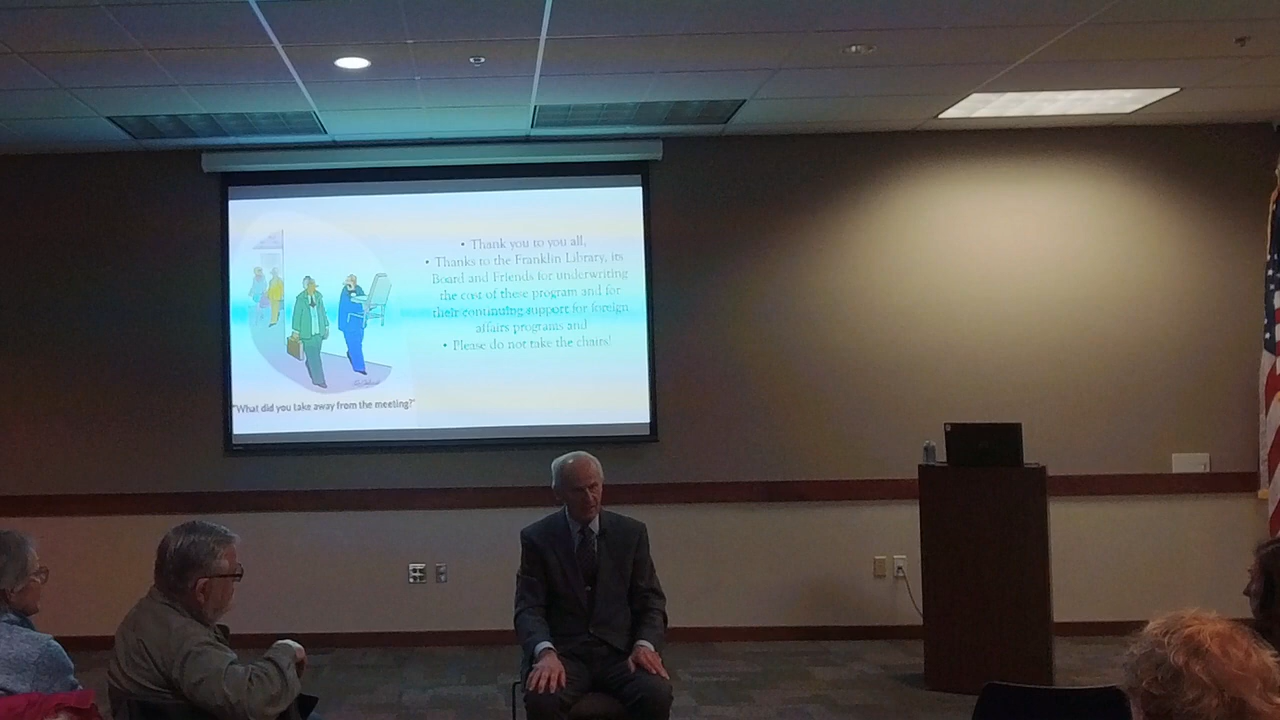 • Thank you to you all,
• Thanks to the Franklin Library, its
Board and Friends for underwriting
the cost of these program and for
their continuing support for foreign
affairs programs and
• Please do not take the chairs!
"What did you take away from the meeting?"